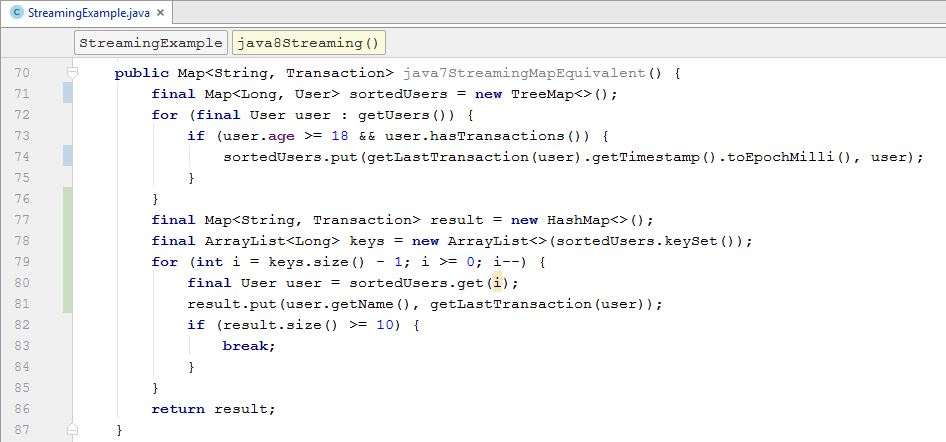 StreamingExample.java
StreamingExample java8Streaming()
70 public Map<String, Transaction> java7StreamingMapEquivalent() {
71 final Map<Long, User> sortedUsers = new TreeMap<>();
72 for (final User user : getUsers()) {
73 if (user.age >= 18 && user.hasTransactions()) {
74 sortedUsers.put(getLastTransaction(user).getTimestamp().toEpochMilli(), user);
75 }
76 }
77 final Map<String, Transaction> result = new HashMap<>();
78 final ArrayList<Long> keys = new ArrayList<>(sortedUsers.keySet());
79 for (int i = keys.size() - 1; i >= 0; i--) {
80 final User user = sortedUsers.get(i);
81 result.put(user.getName(), getLastTransaction(user));
82 if (result.size() >= 10) {
83 break;
84 }
85 }
86 return result;
87 }